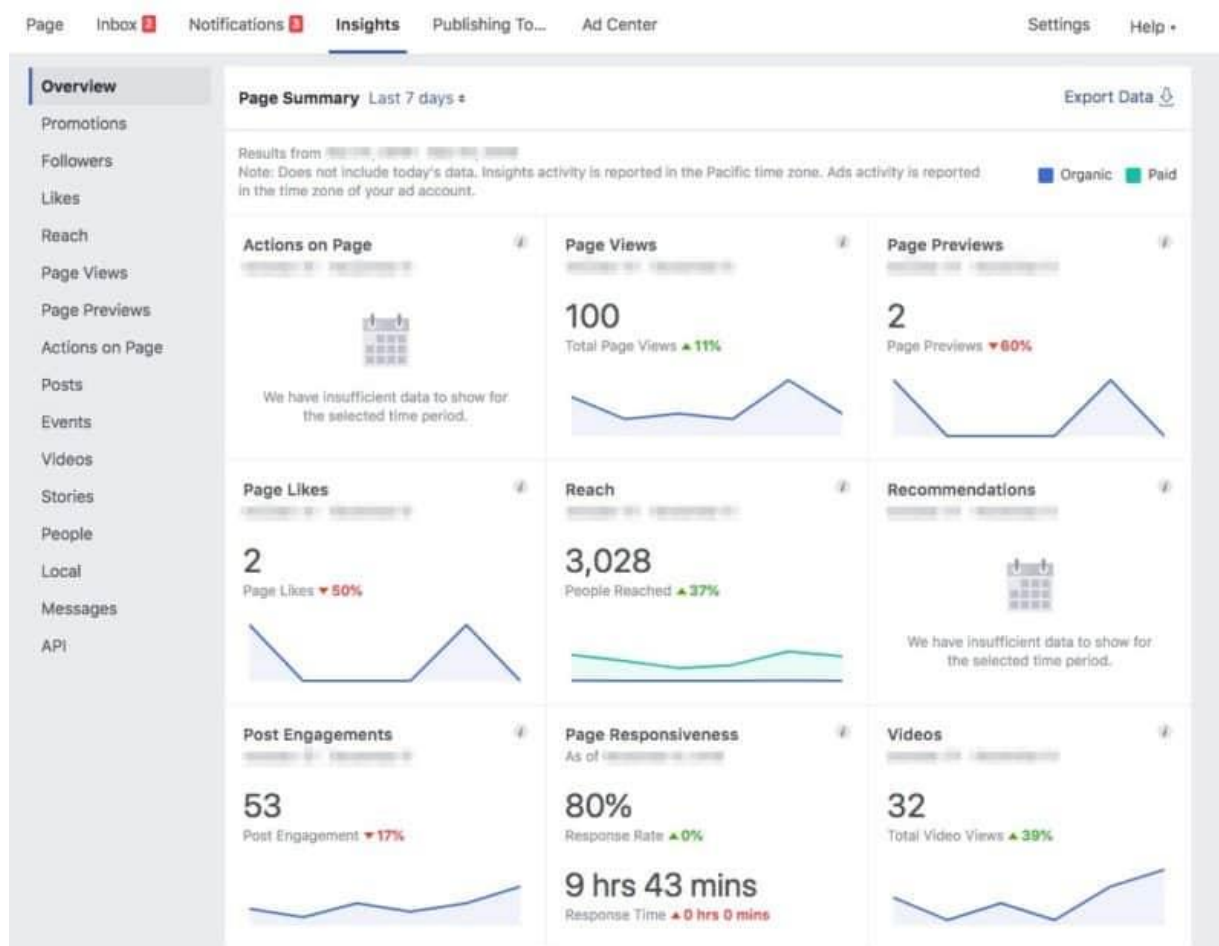 Page Inbox 2 Notifications 3 Insights Publishing To... Ad Center Settings Help
Overview
Promotions
Followers
Likes
Reach
Page Views
Page Previews
Actions on Page
Posts
Events
Videos
Stories
People
Local
Messages
API
Page Summary Last 7 days
Export Data
Results from
Note: Does not include today's data. Insights activity is reported in the Pacific time zone. Ads activity is reported
in the time zone of your ad account.
Organic Paid
Actions on Page
We have insufficient data to show for
the selected time period.
Page Views
100
Total Page Views ▲ 11%
Page Previews
2
Page Previews ▼ 60%
Page Likes
2
Page Likes ▼ 50%
Reach
3,028
People Reached ▲ 37%
Recommendations
We have insufficient data to show for
the selected time period.
Post Engagements
53
Post Engagement ▼ 17%
Page Responsiveness
As of
80%
Response Rate ▲ 0%
9 hrs 43 mins
Response Time ▲ 0 hrs 0 mins
Videos
32
Total Video Views ▲ 39%